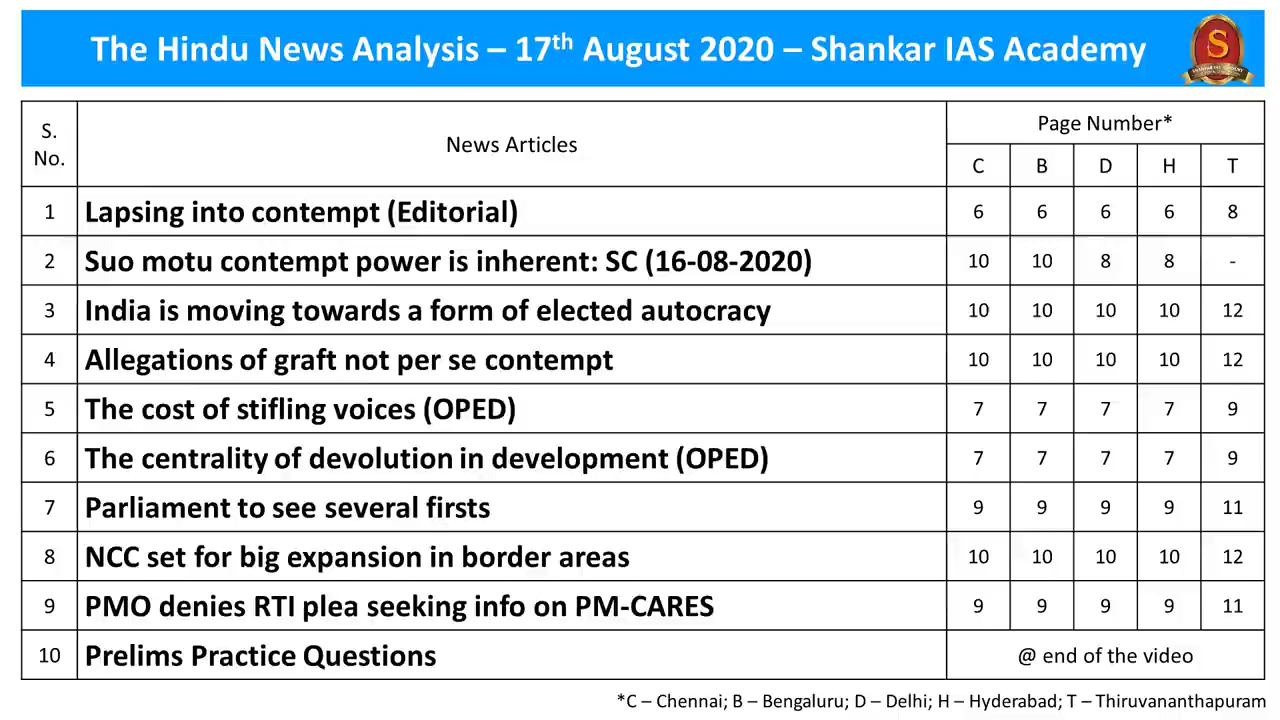 The Hindu News Analysis – 17th August 2020 – Shankar IAS Academy
S
S. No. News Articles Page Number*
C B D H T
1 Lapsing into contempt (Editorial) 6 6 6 6 8
2 Suo motu contempt power is inherent: SC (16-08-2020) 10 10 8 8 -
3 India is moving towards a form of elected autocracy 10 10 10 10 12
4 Allegations of graft not per se contempt 10 10 10 10 12
5 The cost of stifling voices (OPED) 7 7 7 7 9
6 The centrality of devolution in development (OPED) 7 7 7 7 9
7 Parliament to see several firsts 9 9 9 9 11
8 NCC set for big expansion in border areas 10 10 10 10 12
9 PMO denies RTI plea seeking info on PM-CARES 9 9 9 9 11
10 Prelims Practice Questions @ end of the video
*C – Chennai; B – Bengaluru; D – Delhi; H – Hyderabad; T – Thiruvananthapuram